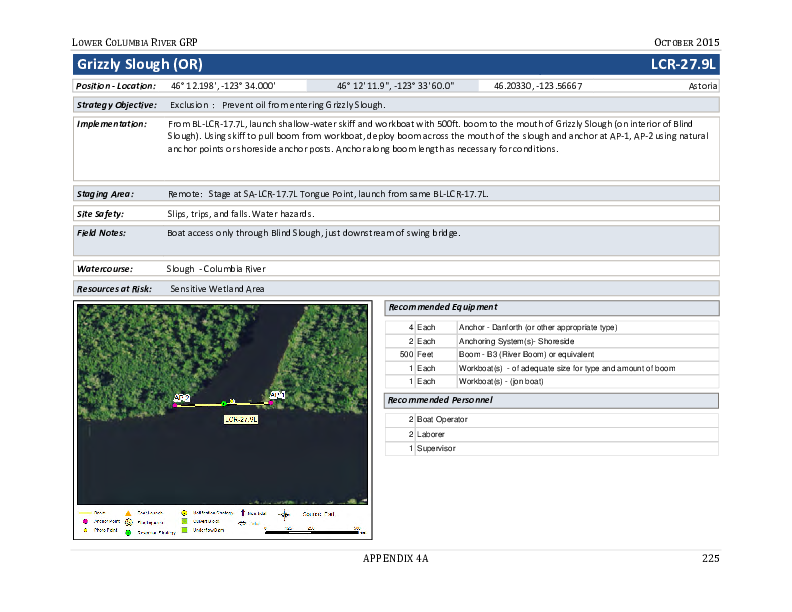 LOWER COLUMBIA RIVER GRP OCTOBER 2015
Grizzly Slough (OR) LCR-27.9L
Position - Location: 46° 12.198', -123° 34.000' 46° 12' 11.9", -123° 33' 60.0" 46.20330, -123.56667 Astoria
Strategy Objective: Exclusion : Prevent oil from entering Grizzly Slough.
Implementation: From BL-LCR-17.7L, launch shallow-water skiff and workboat with 500ft. boom to the mouth of Grizzly Slough (on interior of Blind
Slough). Using skiff to pull boom from workboat, deploy boom across the mouth of the slough and anchor at AP-1, AP-2 using natural
anchor points or shoreside anchor posts. Anchor along boom length as necessary for conditions.
Staging Area: Remote: Stage at SA-LCR-17.7L Tongue Point, launch from same BL-LCR-17.7L.
Site Safety: Slips, trips, and falls. Water hazards.
Field Notes: Boat access only through Blind Slough, just downstream of swing bridge.
Watercourse: Slough - Columbia River
Resources at Risk: Sensitive Wetland Area
AP-2
AP-1
LCR-27.9L
Anchor Point
Photo Point
Recommended Equipment
4 Each Anchor - Danforth (or other appropriate type)
2 Each Anchoring System(s)- Shoreside
500 Feet Boom - B3 (River Boom) or equivalent
1 Each Workboat(s) - of adequate size for type and amount of boom
1 Each Workboat(s) - (jon boat)
Recommended Personnel
2 Boat Operator
2 Laborer
1 Supervisor
APPENDIX 4A 225